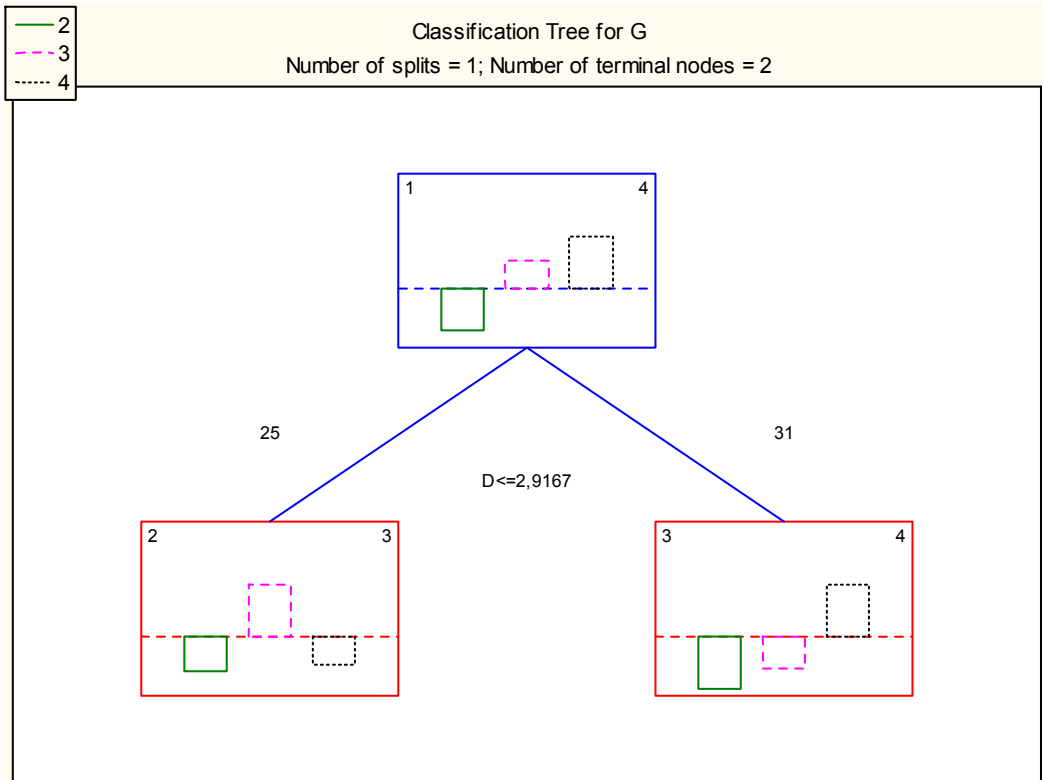 2
3
4
Classification Tree for G
Number of splits = 1; Number of terminal nodes = 2
1 4
25 31
D<=2,9167
2 3
3 4